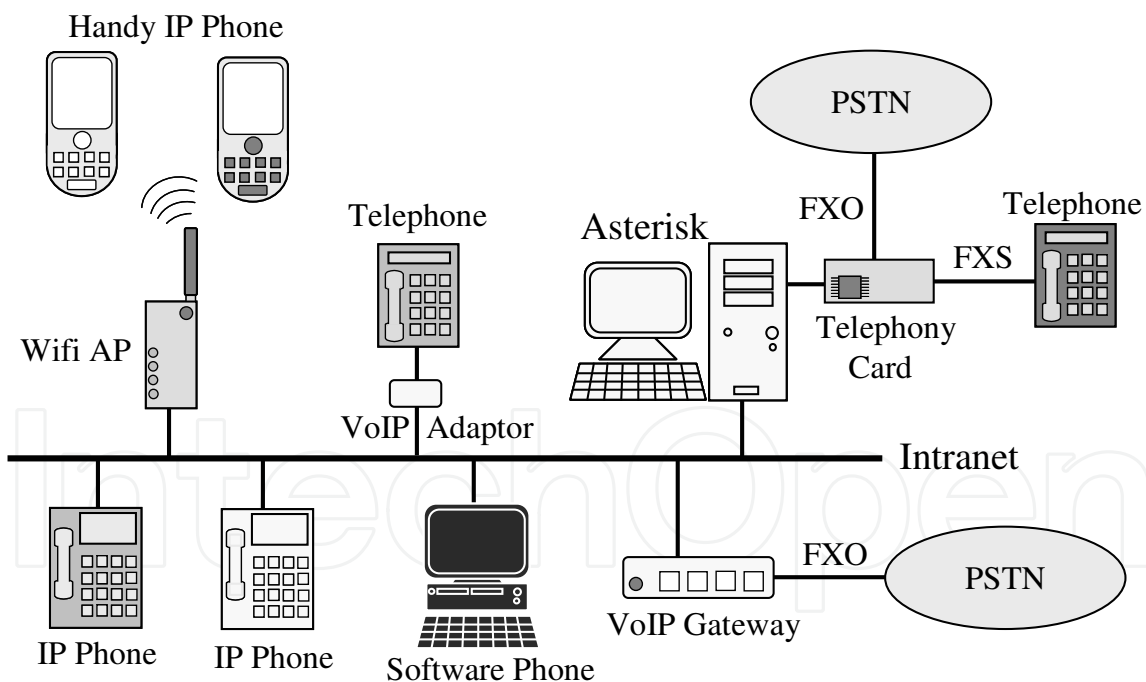 Handy IP Phone
PSTN
FXO
Telephone
Telephone
Asterisk
FXS
Wifi AP
Telephony
Card
VoIP Adaptor
Intranet
IntechOpen
FXO
PSTN
VoIP Gateway
IP Phone
IP Phone
Software Phone